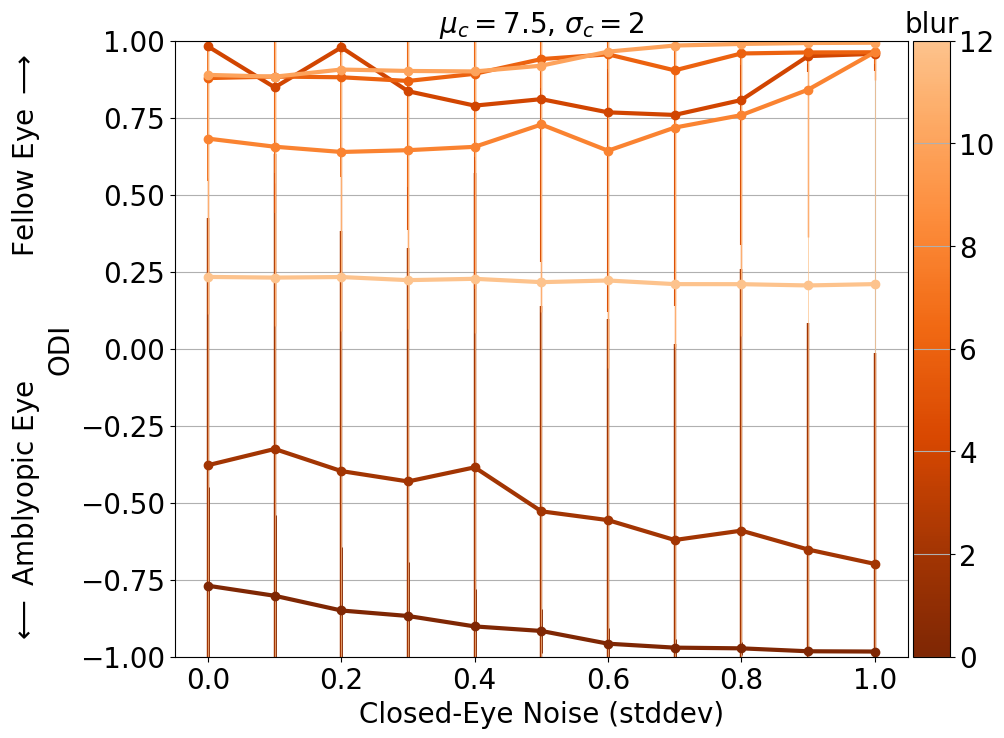 μc = 7.5, σc = 2
blur
1.00
0.75
0.50
0.25
0.00
−0.25
−0.50
−0.75
−1.00
⟵ Amblyopic Eye
Fellow Eye ⟶
ODI
0.0 0.2 0.4 0.6 0.8 1.0
Closed-Eye Noise (stddev)
12
10
8
6
4
2
0